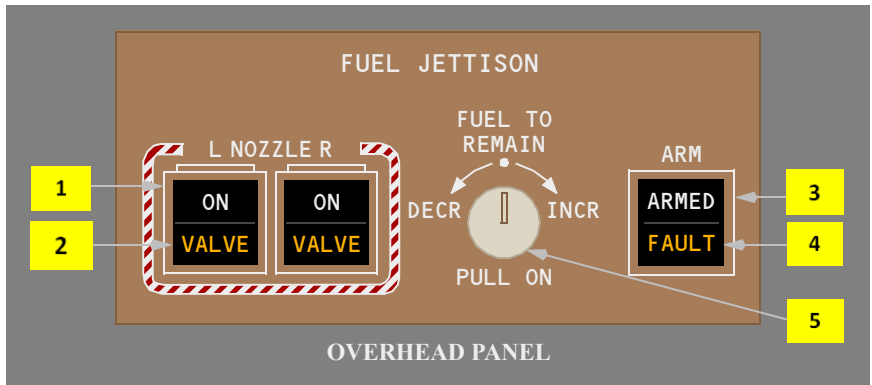 FUEL JETTISON
FUEL TO
REMAIN
L NOZZLE R
ARM
1
ON
ON
DECR
INCR
ARMED
3
2
VALVE
VALVE
FAULT
4
PULL ON
5
OVERHEAD PANEL